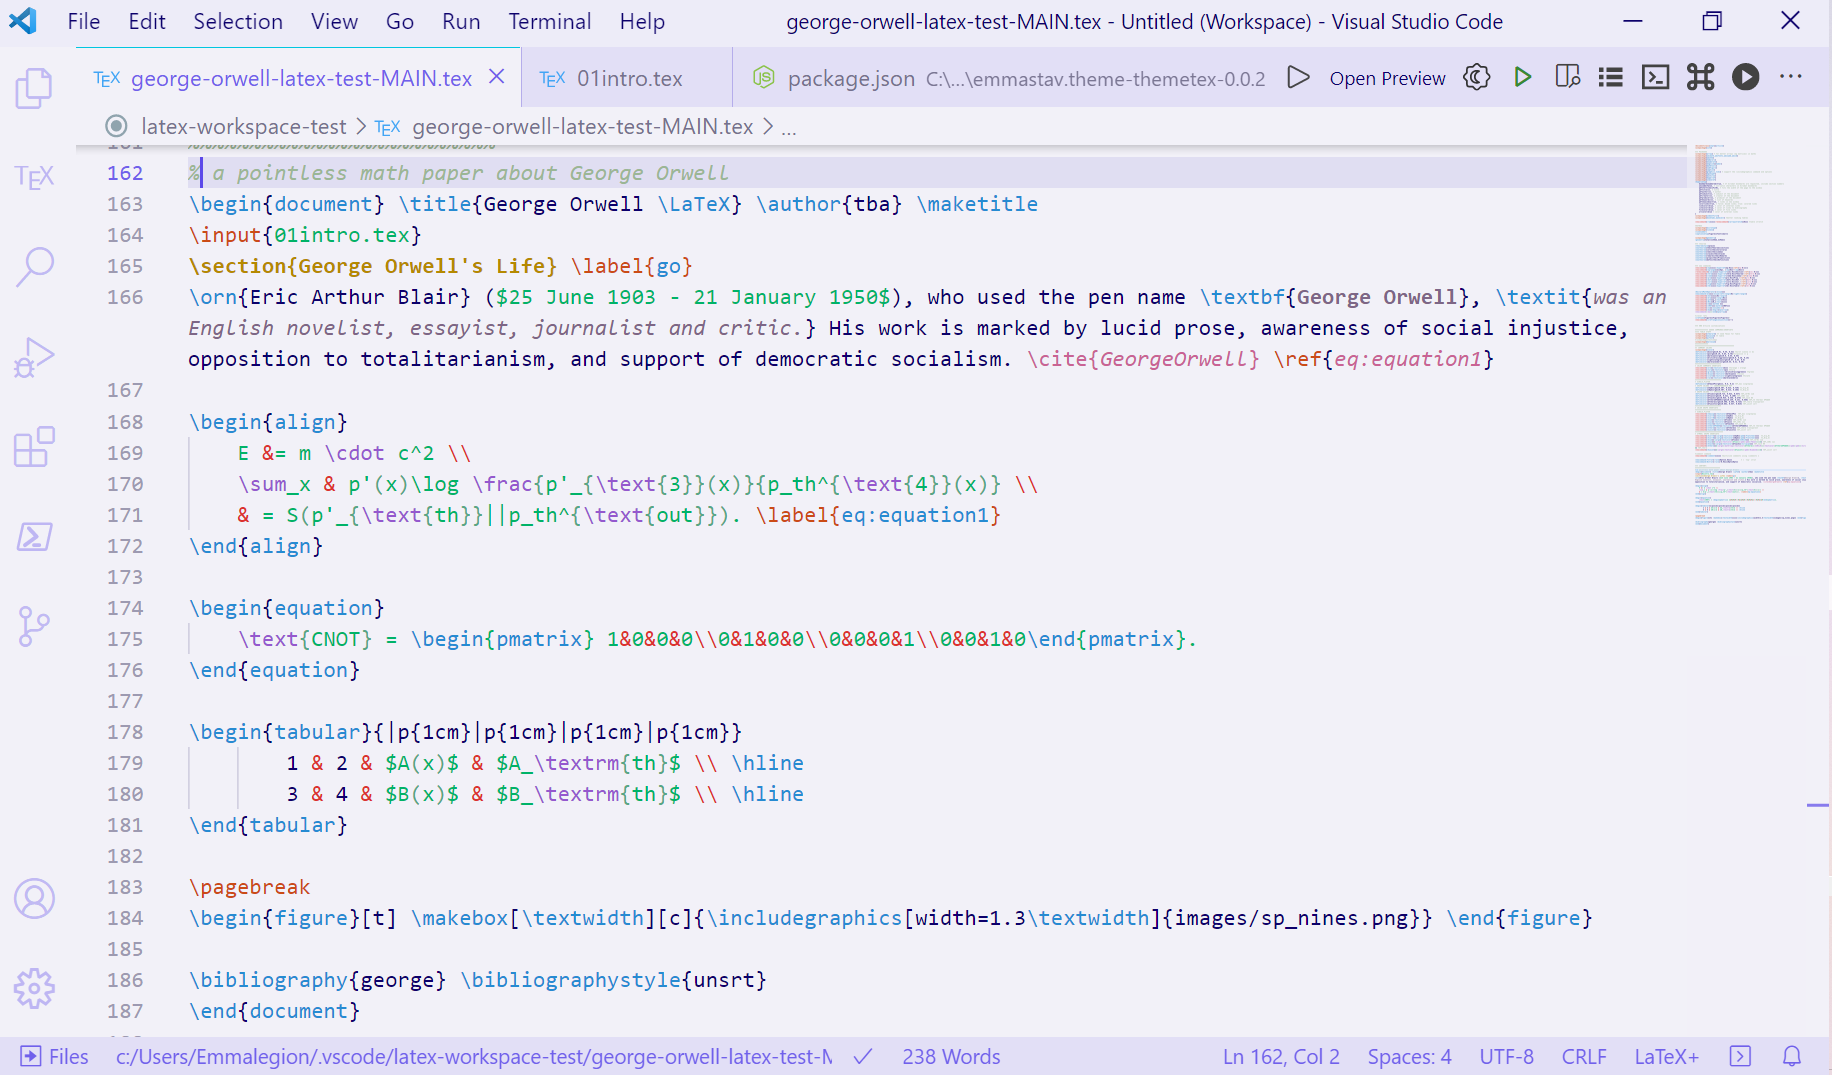 File Edit Selection View Go Run Terminal Help george-orwell-latex-test-MAIN.tex - Untitled (Workspace) - Visual Studio Code
TEX george-orwell-latex-test-MAIN.tex TEX 01intro.tex JS package.json C:\...\emmastav.theme-themetex-0.0.2 Open Preview
latex-workspace-test > TEX george-orwell-latex-test-MAIN.tex > ...
TEX
162 % a pointless math paper about George Orwell
163 \begin{document} \title{George Orwell \LaTeX} \author{tba} \maketitle
164 \input{01intro.tex}
165 \section{George Orwell's Life} \label{go}
166 \orn{Eric Arthur Blair} ($25 June 1903 - 21 January 1950$), who used the pen name \textbf{George Orwell}, \textit{was an
English novelist, essayist, journalist and critic.} His work is marked by lucid prose, awareness of social injustice,
opposition to totalitarianism, and support of democratic socialism. \cite{GeorgeOrwell} \ref{eq:equation1}
167
168 \begin{align}
169 E &= m \cdot c^2 \\
170 \sum_x & p'(x)\log \frac{p'_{\text{3}}(x)}{p_th^{\text{4}}(x)} \\
171 & = S(p'_{\text{th}}||p_th^{\text{out}}). \label{eq:equation1}
172 \end{align}
173
174 \begin{equation}
175 \text{CNOT} = \begin{pmatrix} 1&0&0&0\\0&1&0&0\\0&0&0&1\\0&0&1&0\end{pmatrix}.
176 \end{equation}
177
178 \begin{tabular}{|p{1cm}|p{1cm}|p{1cm}|p{1cm}}
179 1 & 2 & $A(x)$ & $A_\textrm{th}$ \\ \hline
180 3 & 4 & $B(x)$ & $B_\textrm{th}$ \\ \hline
181 \end{tabular}
182
183 \pagebreak
184 \begin{figure}[t] \makebox[\textwidth][c]{\includegraphics[width=1.3\textwidth]{images/sp_nines.png}} \end{figure}
185
186 \bibliography{george} \bibliographystyle{unsrt}
187 \end{document}
Files c:/Users/Emmalegion/.vscode/latex-workspace-test/george-orwell-latex-test-M 238 Words Ln 162, Col 2 Spaces: 4 UTF-8 CRLF LaTeX+